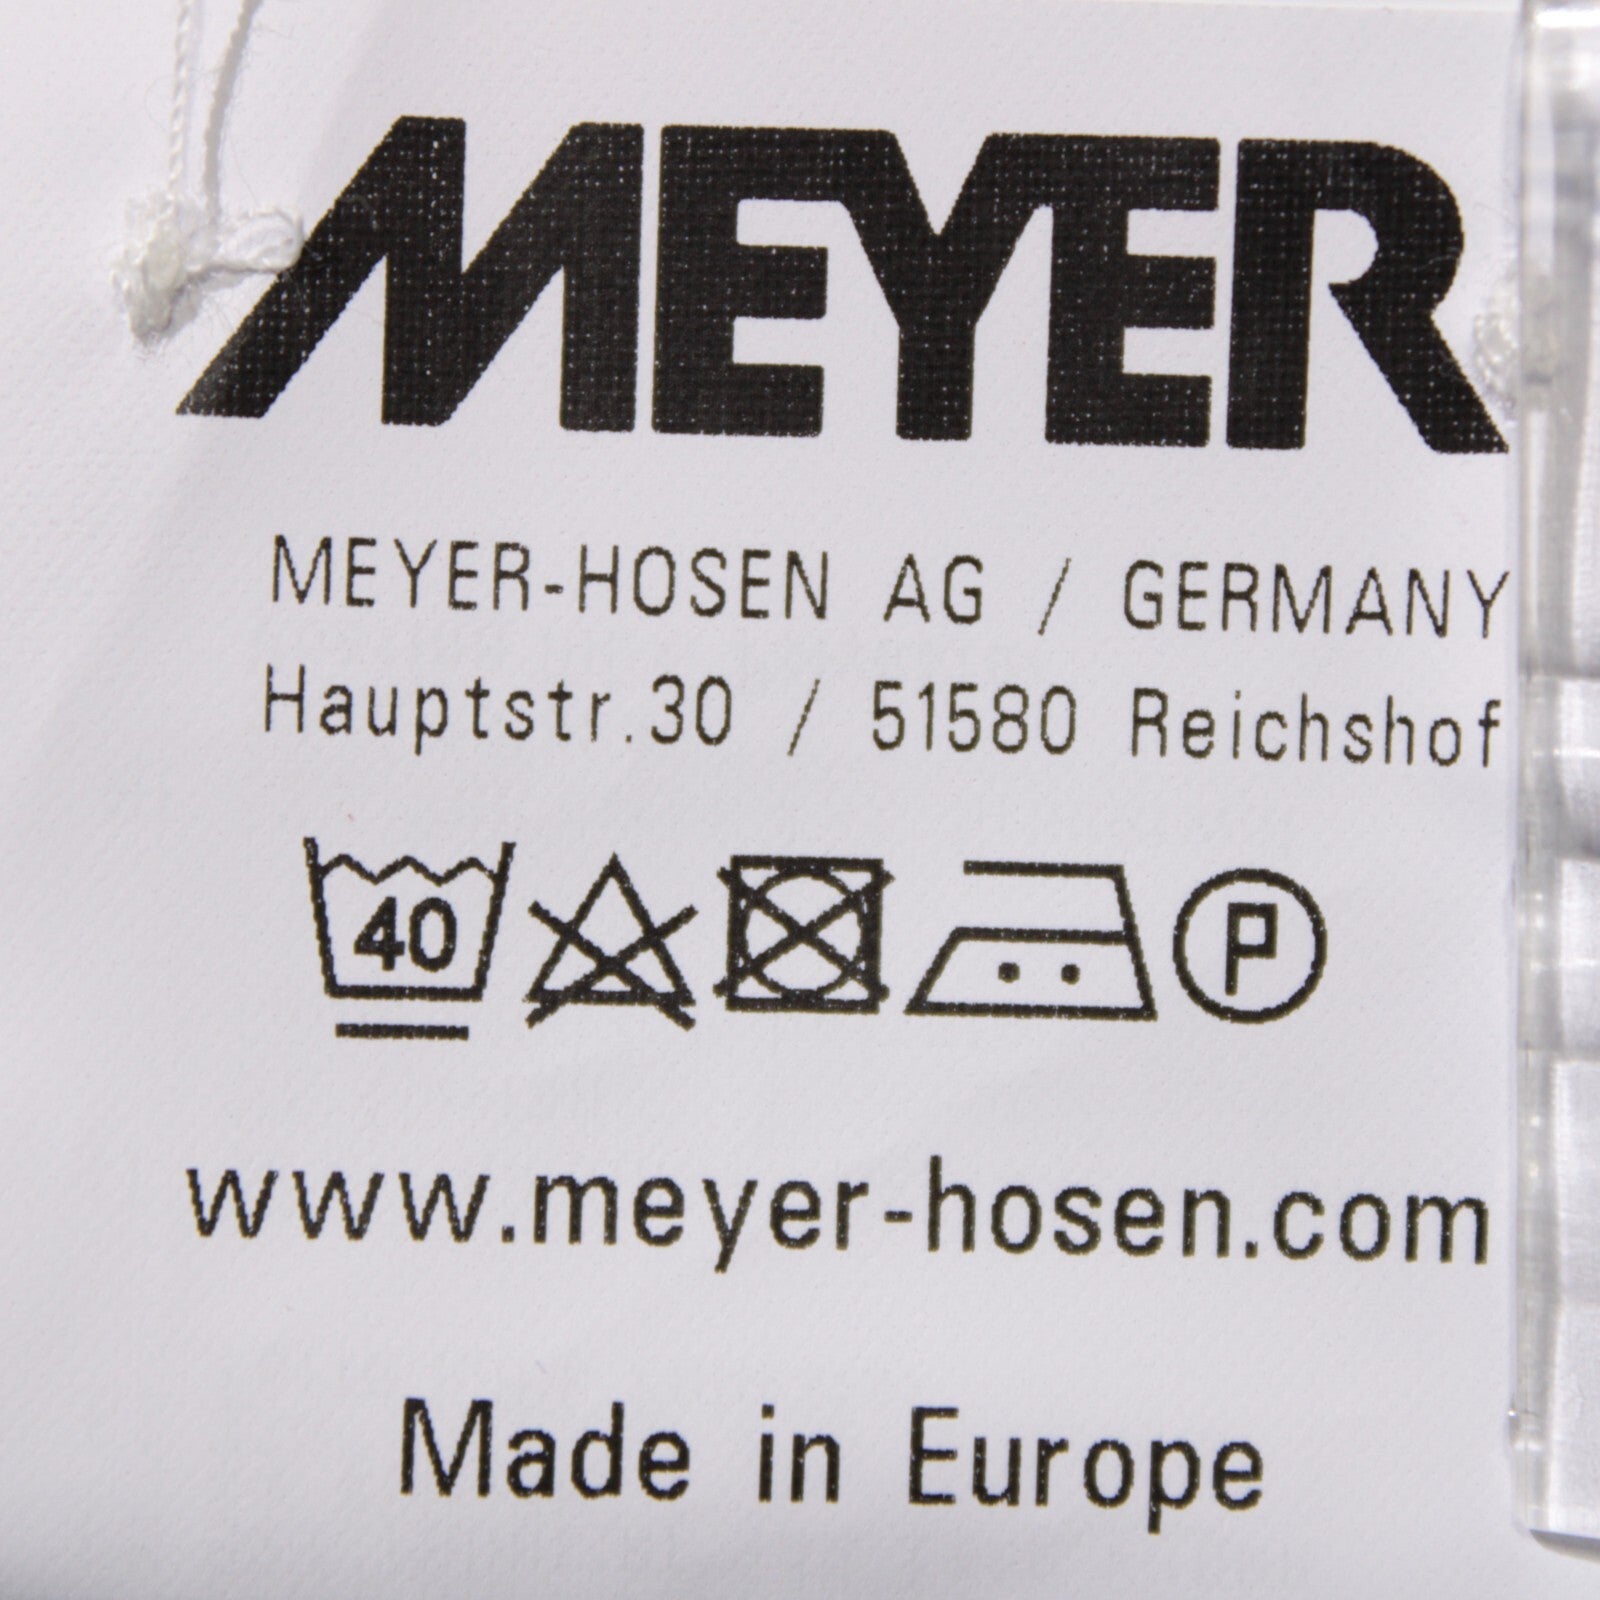 MEYER
MEYER-HOSEN AG / GERMANY
Hauptstr.30 / 51580 Reichshof
40 P
www.meyer-hosen.com
Made in Europe